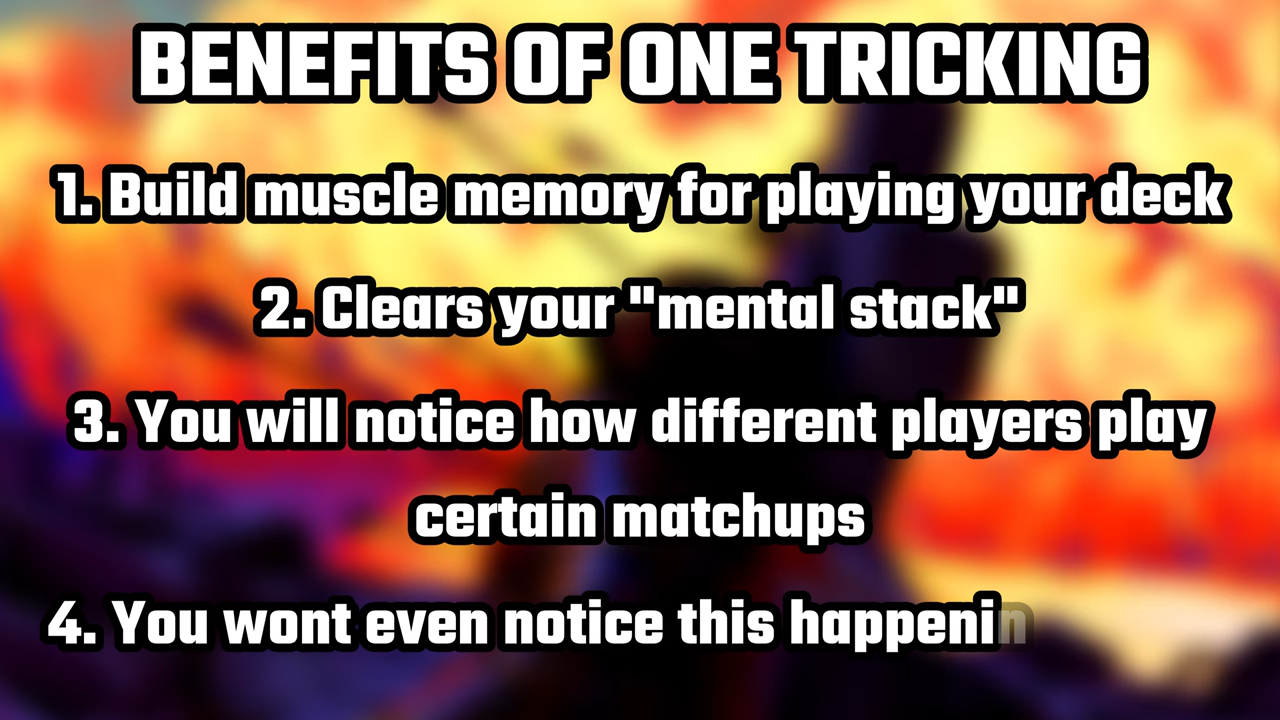 BENEFITS OF ONE TRICKING
1. Build muscle memory for playing your deck
2. Clears your "mental stack"
3. You will notice how different players play
certain matchups
4. You wont even notice this happenin